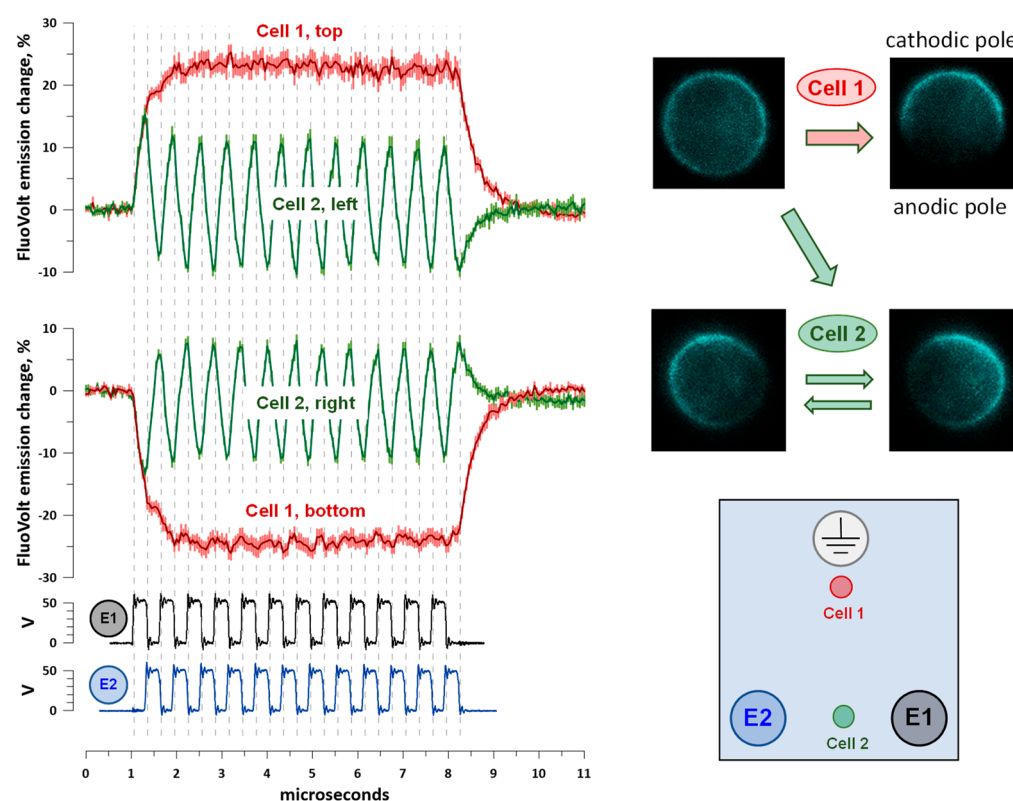 30
20
10
0
-10
FluoVolt emission change, %
Cell 1, top
Cell 2, left
10
0
-10
-20
-30
FluoVolt emission change, %
Cell 2, right
Cell 1, bottom
50
0
V
E1
50
0
V
E2
0 1 2 3 4 5 6 7 8 9 10 11
microseconds
cathodic pole
Cell 1
anodic pole
Cell 2
Cell 1
E2
E1
Cell 2